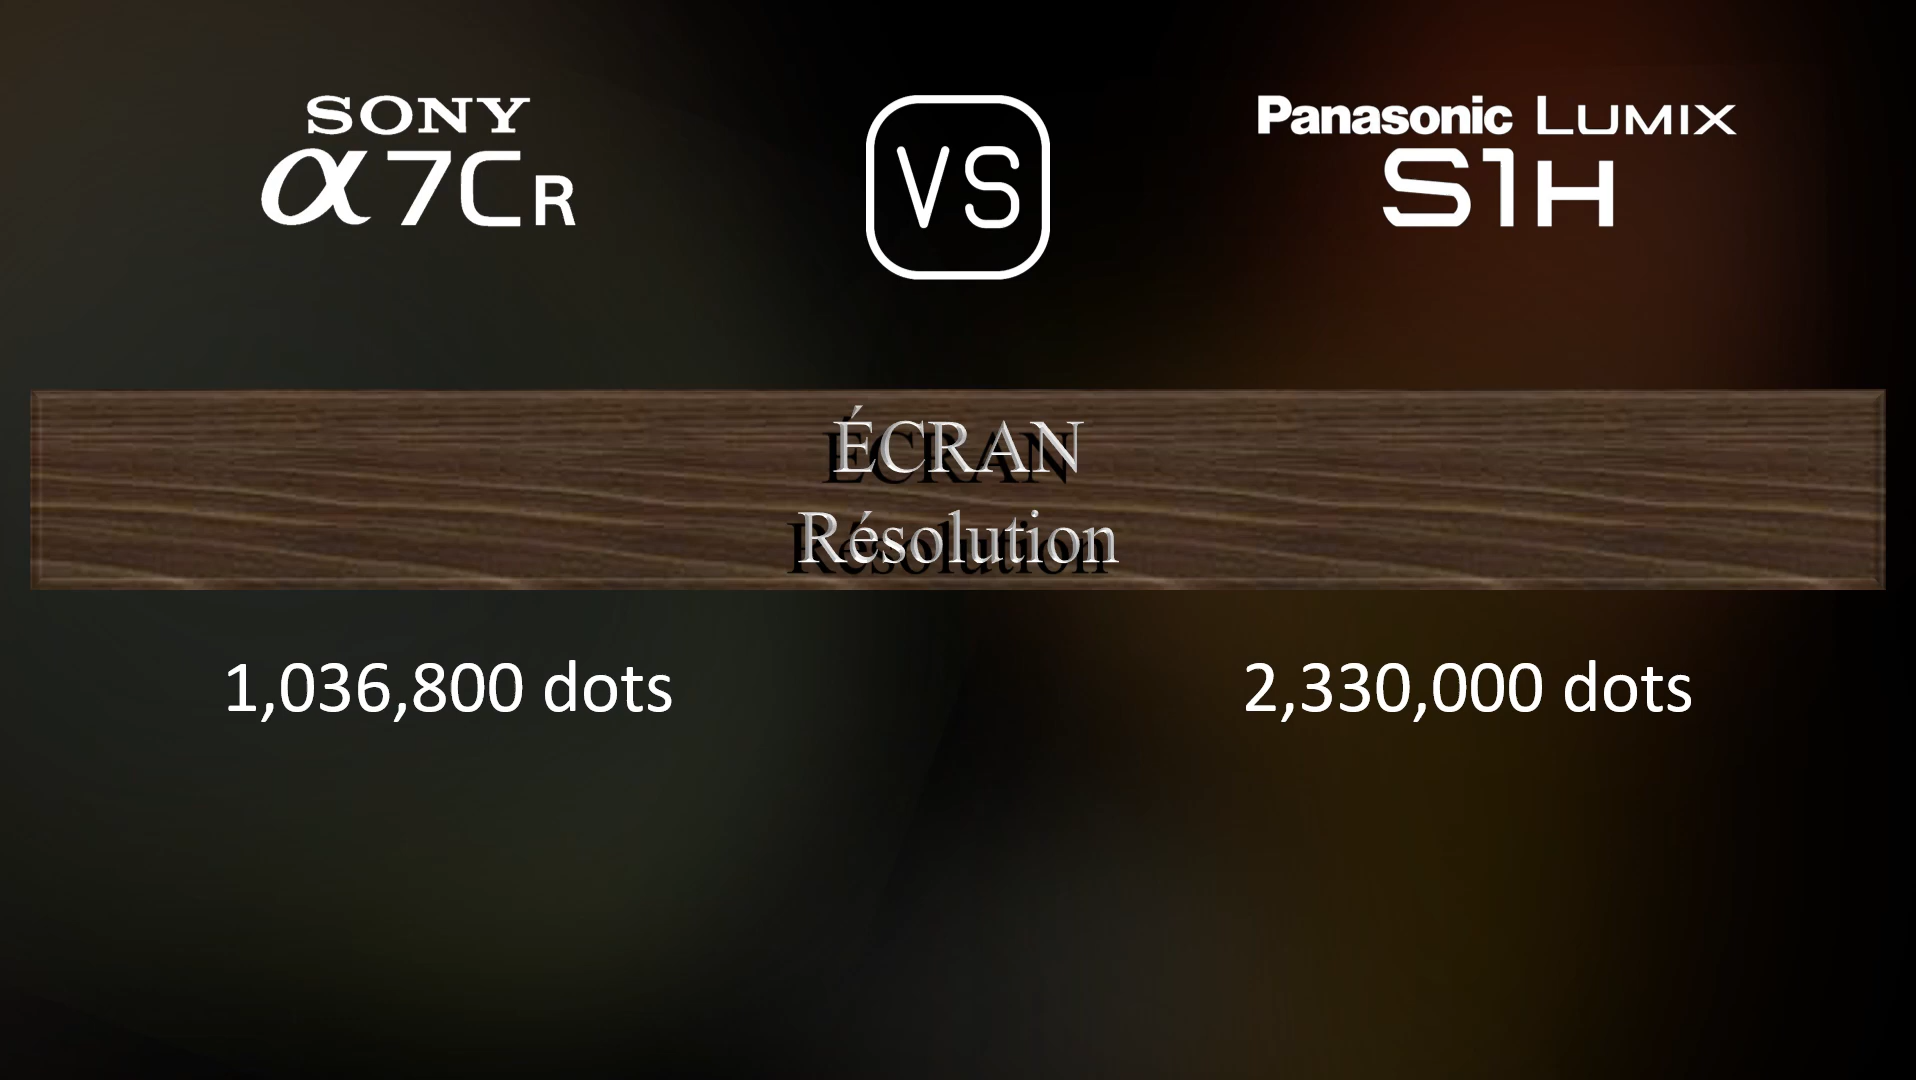 SONY
α7CR
VS
Panasonic LUMIX
S1H
ÉCRAN
Résolution
1,036,800 dots
2,330,000 dots